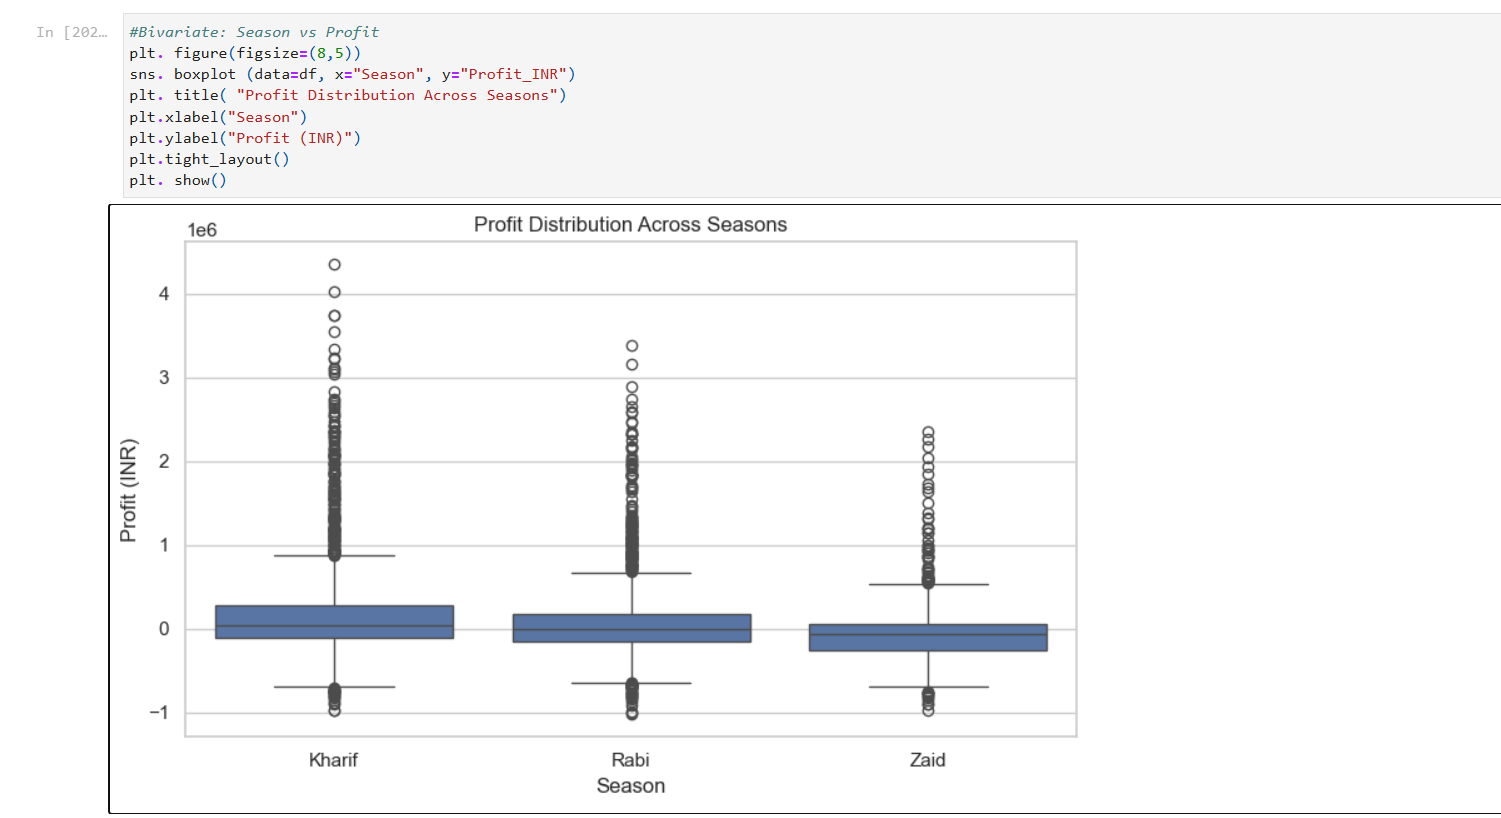 In [202…
#Bivariate: Season vs Profit
plt. figure(figsize=(8,5))
sns. boxplot (data=df, x="Season", y="Profit_INR")
plt. title( "Profit Distribution Across Seasons")
plt.xlabel("Season")
plt.ylabel("Profit (INR)")
plt.tight_layout()
plt. show()
Profit Distribution Across Seasons
1e6
4
3
2
1
0
−1
Profit (INR)
Kharif
Rabi
Zaid
Season